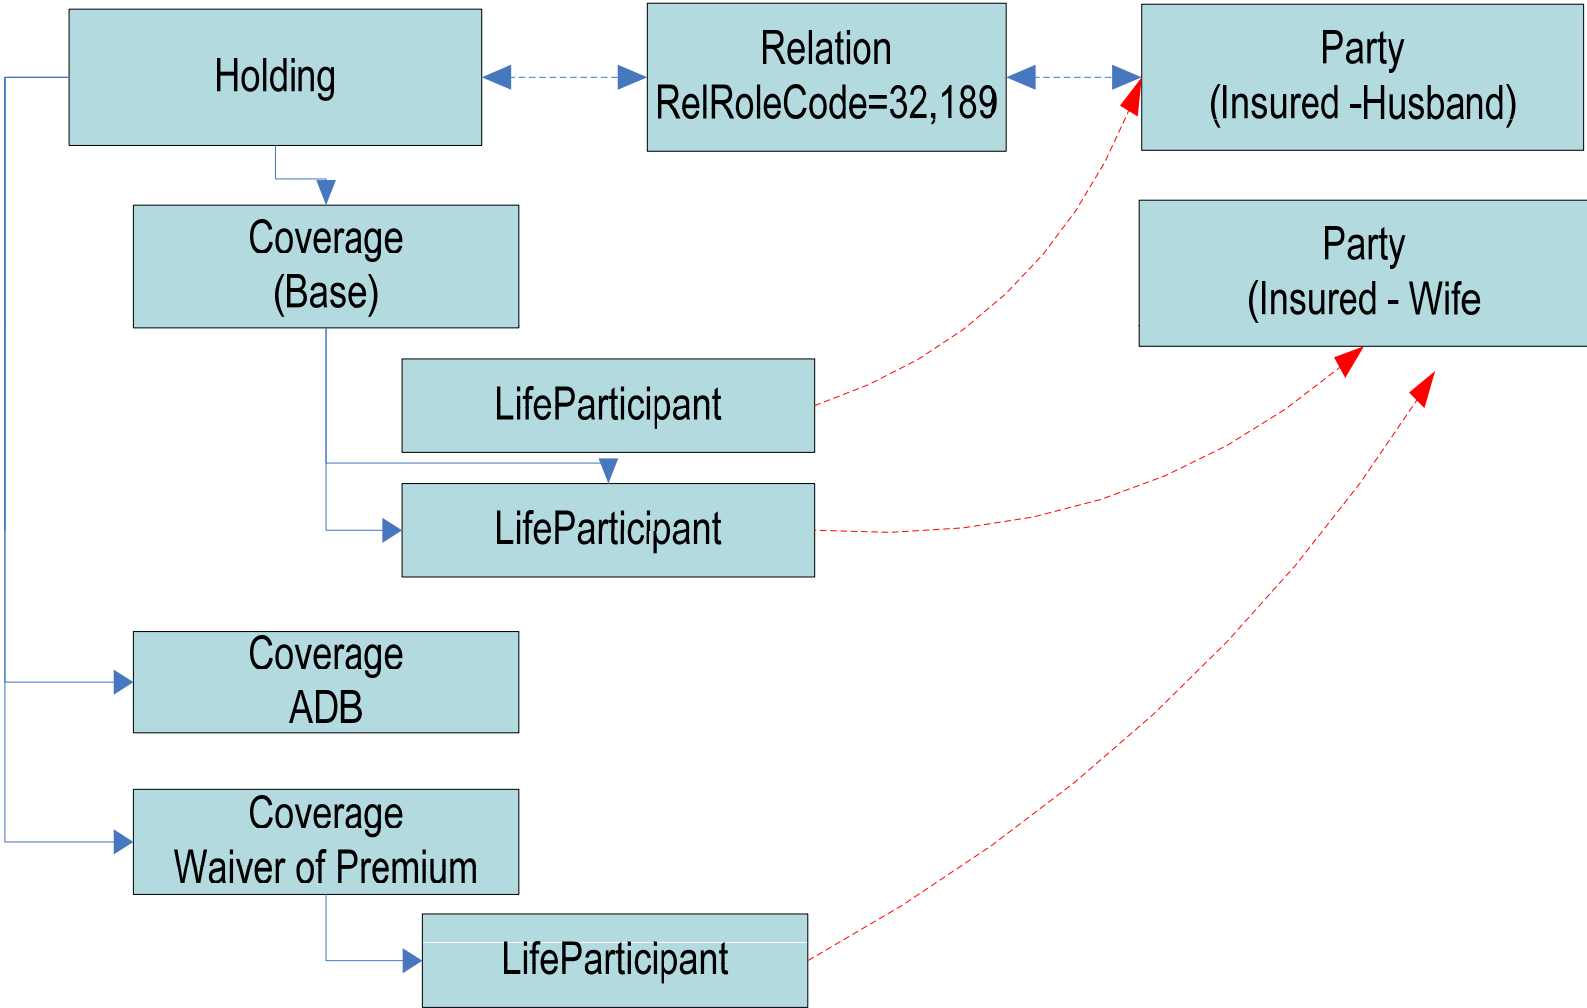 Holding
Relation
RelRoleCode=32,189
Party
(Insured -Husband)
Coverage
(Base)
Party
(Insured - Wife
LifeParticipant
LifeParticipant
Coverage
ADB
Coverage
Waiver of Premium
LifeParticipant